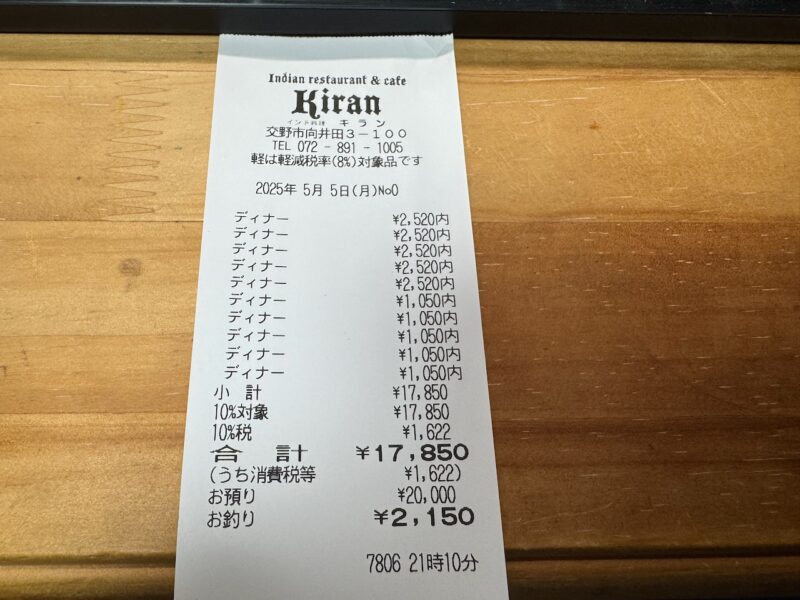 Indian restaurant & cafe
Kiran
インド料理 キラン
交野市向井田3-100
TEL 072 - 891 - 1005
軽は軽減税率(8%)対象品です
2025年 5月 5日(月)No0
ディナー ¥2,520内
ディナー ¥2,520内
ディナー ¥2,520内
ディナー ¥2,520内
ディナー ¥2,520内
ディナー ¥1,050内
ディナー ¥1,050内
ディナー ¥1,050内
ディナー ¥1,050内
ディナー ¥1,050内
小 計 ¥17,850
10%対象 ¥17,850
10%税 ¥1,622
合 計 ¥17,850
(うち消費税等 ¥1,622)
お預り ¥20,000
お釣り ¥2,150
7806 21時10分